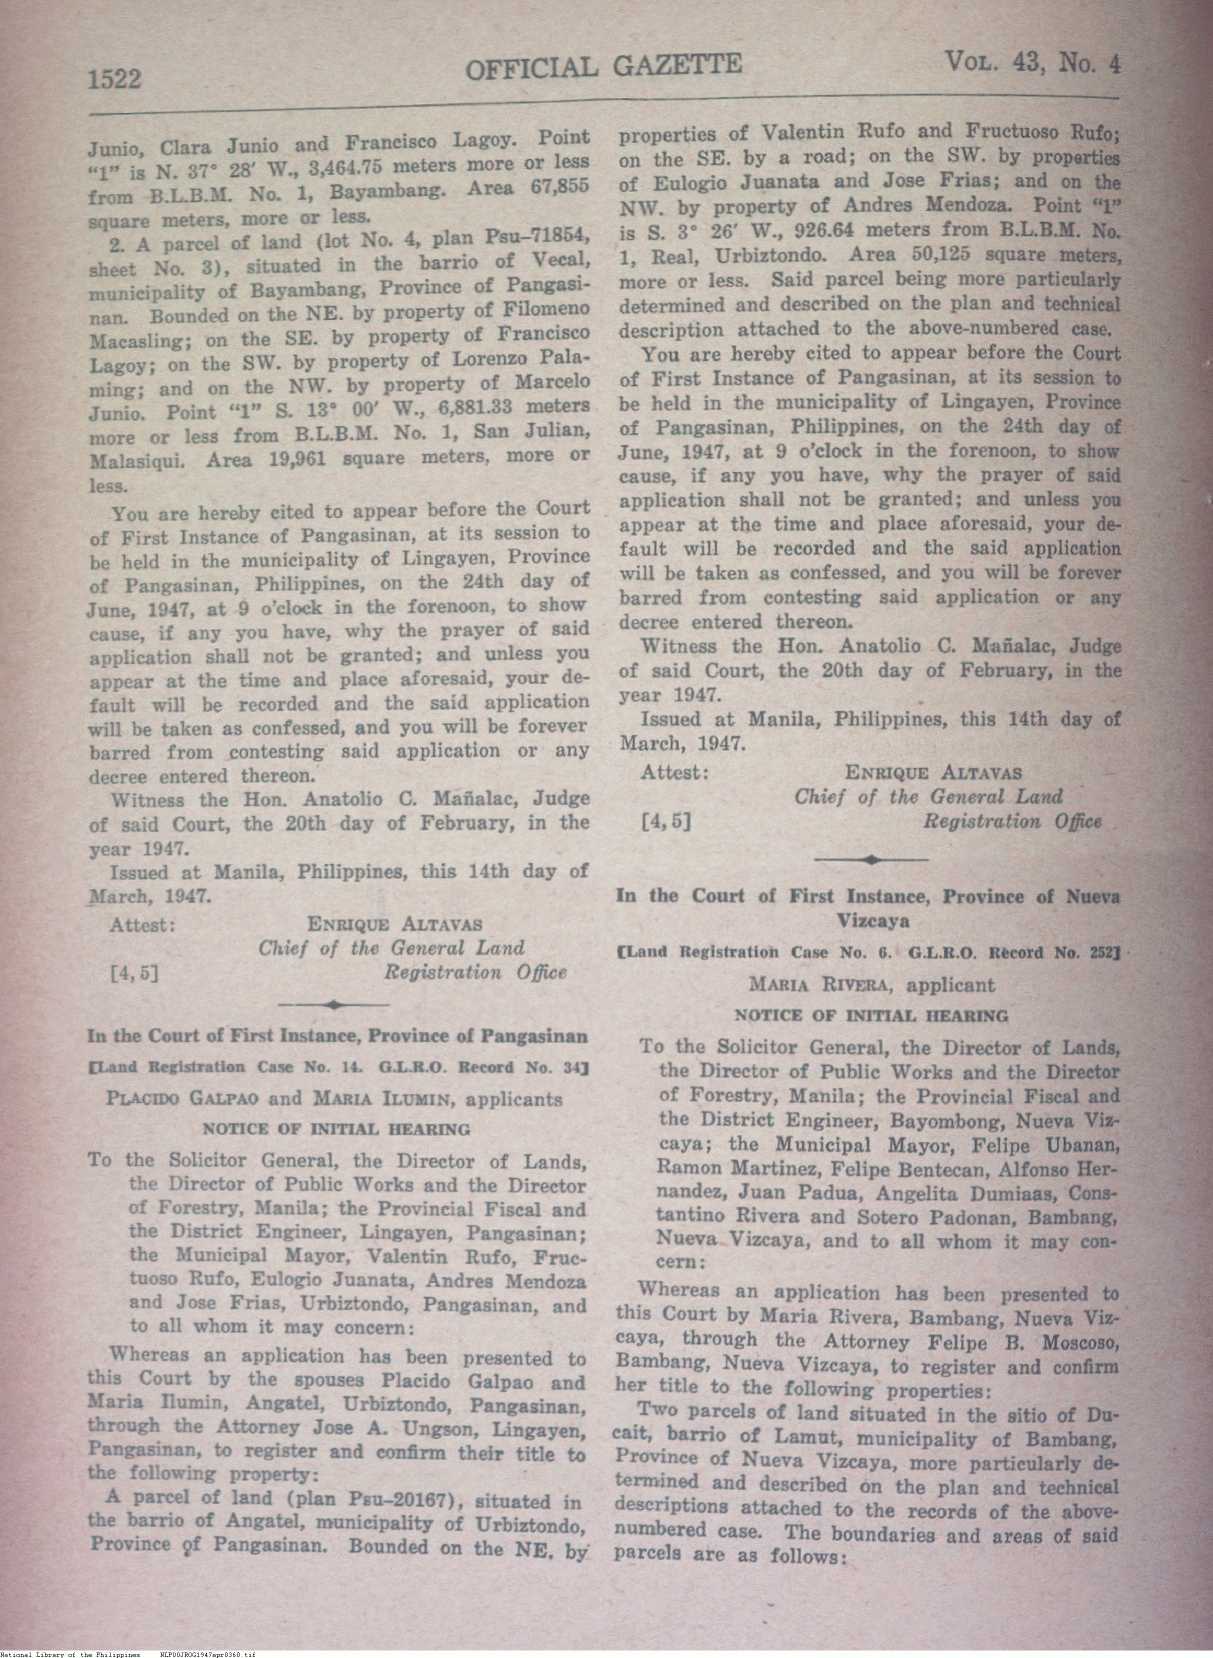 1522
OFFICIAL GAZETTE
VOL. 43, No. 4
Junio, Clara Junio and Francisco Lagoy. Point
“1” is N. 37° 28′ W., 3,464.75 meters more or less
from B.L.B.M. No. 1, Bayambang. Area 67,855
square meters, more or less.
2. A parcel of land (lot No. 4, plan Psu–71854,
sheet No. 3), situated in the barrio of Vecal,
municipality of Bayambang, Province of Pangasi-
nan. Bounded on the NE. by property of Filomeno
Macasling; on the SE. by property of Francisco
Lagoy; on the SW. by property of Lorenzo Pala-
ming; and on the NW. by property of Marcelo
Junio. Point “1” S. 13° 00′ W., 6,881.33 meters
more or less from B.L.B.M. No. 1, San Julian,
Malasiqui. Area 19,961 square meters, more or
less.
You are hereby cited to appear before the Court
of First Instance of Pangasinan, at its session to
be held in the municipality of Lingayen, Province
of Pangasinan, Philippines, on the 24th day of
June, 1947, at 9 o'clock in the forenoon, to show
cause, if any you have, why the prayer of said
application shall not be granted; and unless you
appear at the time and place aforesaid, your de-
fault will be recorded and the said application
will be taken as confessed, and you will be forever
barred from contesting said application or any
decree entered thereon.
Witness the Hon. Anatolio C. Mañalac, Judge
of said Court, the 20th day of February, in the
year 1947.
Issued at Manila, Philippines, this 14th day of
March, 1947.
Attest: ENRIQUE ALTAVAS
Chief of the General Land
[4, 5] Registration Office
In the Court of First Instance, Province of Pangasinan
[Land Registration Case No. 14. G.L.R.O. Record No. 34]
PLACIDO GALPAO and MARIA ILUMIN, applicants
NOTICE OF INITIAL HEARING
To the Solicitor General, the Director of Lands,
the Director of Public Works and the Director
of Forestry, Manila; the Provincial Fiscal and
the District Engineer, Lingayen, Pangasinan;
the Municipal Mayor, Valentin Rufo, Fruc-
tuoso Rufo, Eulogio Juanata, Andres Mendoza
and Jose Frias, Urbiztondo, Pangasinan, and
to all whom it may concern:
Whereas an application has been presented to
this Court by the spouses Placido Galpao and
Maria Ilumin, Angatel, Urbiztondo, Pangasinan,
through the Attorney Jose A. Ungson, Lingayen,
Pangasinan, to register and confirm their title to
the following property:
A parcel of land (plan Psu–20167), situated in
the barrio of Angatel, municipality of Urbiztondo,
Province of Pangasinan. Bounded on the NE. by
properties of Valentin Rufo and Fructuoso Rufo;
on the SE. by a road; on the SW. by properties
of Eulogio Juanata and Jose Frias; and on the
NW. by property of Andres Mendoza. Point “1”
is S. 3° 26′ W., 926.64 meters from B.L.B.M. No.
1, Real, Urbiztondo. Area 50,125 square meters,
more or less. Said parcel being more particularly
determined and described on the plan and technical
description attached to the above-numbered case.
You are hereby cited to appear before the Court
of First Instance of Pangasinan, at its session to
be held in the municipality of Lingayen, Province
of Pangasinan, Philippines, on the 24th day of
June, 1947, at 9 o'clock in the forenoon, to show
cause, if any you have, why the prayer of said
application shall not be granted; and unless you
appear at the time and place aforesaid, your de-
fault will be recorded and the said application
will be taken as confessed, and you will be forever
barred from contesting said application or any
decree entered thereon.
Witness the Hon. Anatolio C. Mañalac, Judge
of said Court, the 20th day of February, in the
year 1947.
Issued at Manila, Philippines, this 14th day of
March, 1947.
Attest: ENRIQUE ALTAVAS
Chief of the General Land
[4, 5] Registration Office
In the Court of First Instance, Province of Nueva
Vizcaya
[Land Registration Case No. 6. G.L.R.O. Record No. 252]
MARIA RIVERA, applicant
NOTICE OF INITIAL HEARING
To the Solicitor General, the Director of Lands,
the Director of Public Works and the Director
of Forestry, Manila; the Provincial Fiscal and
the District Engineer, Bayombong, Nueva Viz-
caya; the Municipal Mayor, Felipe Ubanan,
Ramon Martinez, Felipe Bentecan, Alfonso Her-
nandez, Juan Padua, Angelita Dumiaas, Cons-
tantino Rivera and Sotero Padonan, Bambang,
Nueva Vizcaya, and to all whom it may con-
cern:
Whereas an application has been presented to
this Court by Maria Rivera, Bambang, Nueva Viz-
caya, through the Attorney Felipe B. Moscoso,
Bambang, Nueva Vizcaya, to register and confirm
her title to the following properties:
Two parcels of land situated in the sitio of Du-
cait, barrio of Lamut, municipality of Bambang,
Province of Nueva Vizcaya, more particularly de-
termined and described on the plan and technical
descriptions attached to the records of the above-
numbered case. The boundaries and areas of said
parcels are as follows:
National Library of the Philippines NLP00JROG1947apr0360.tif